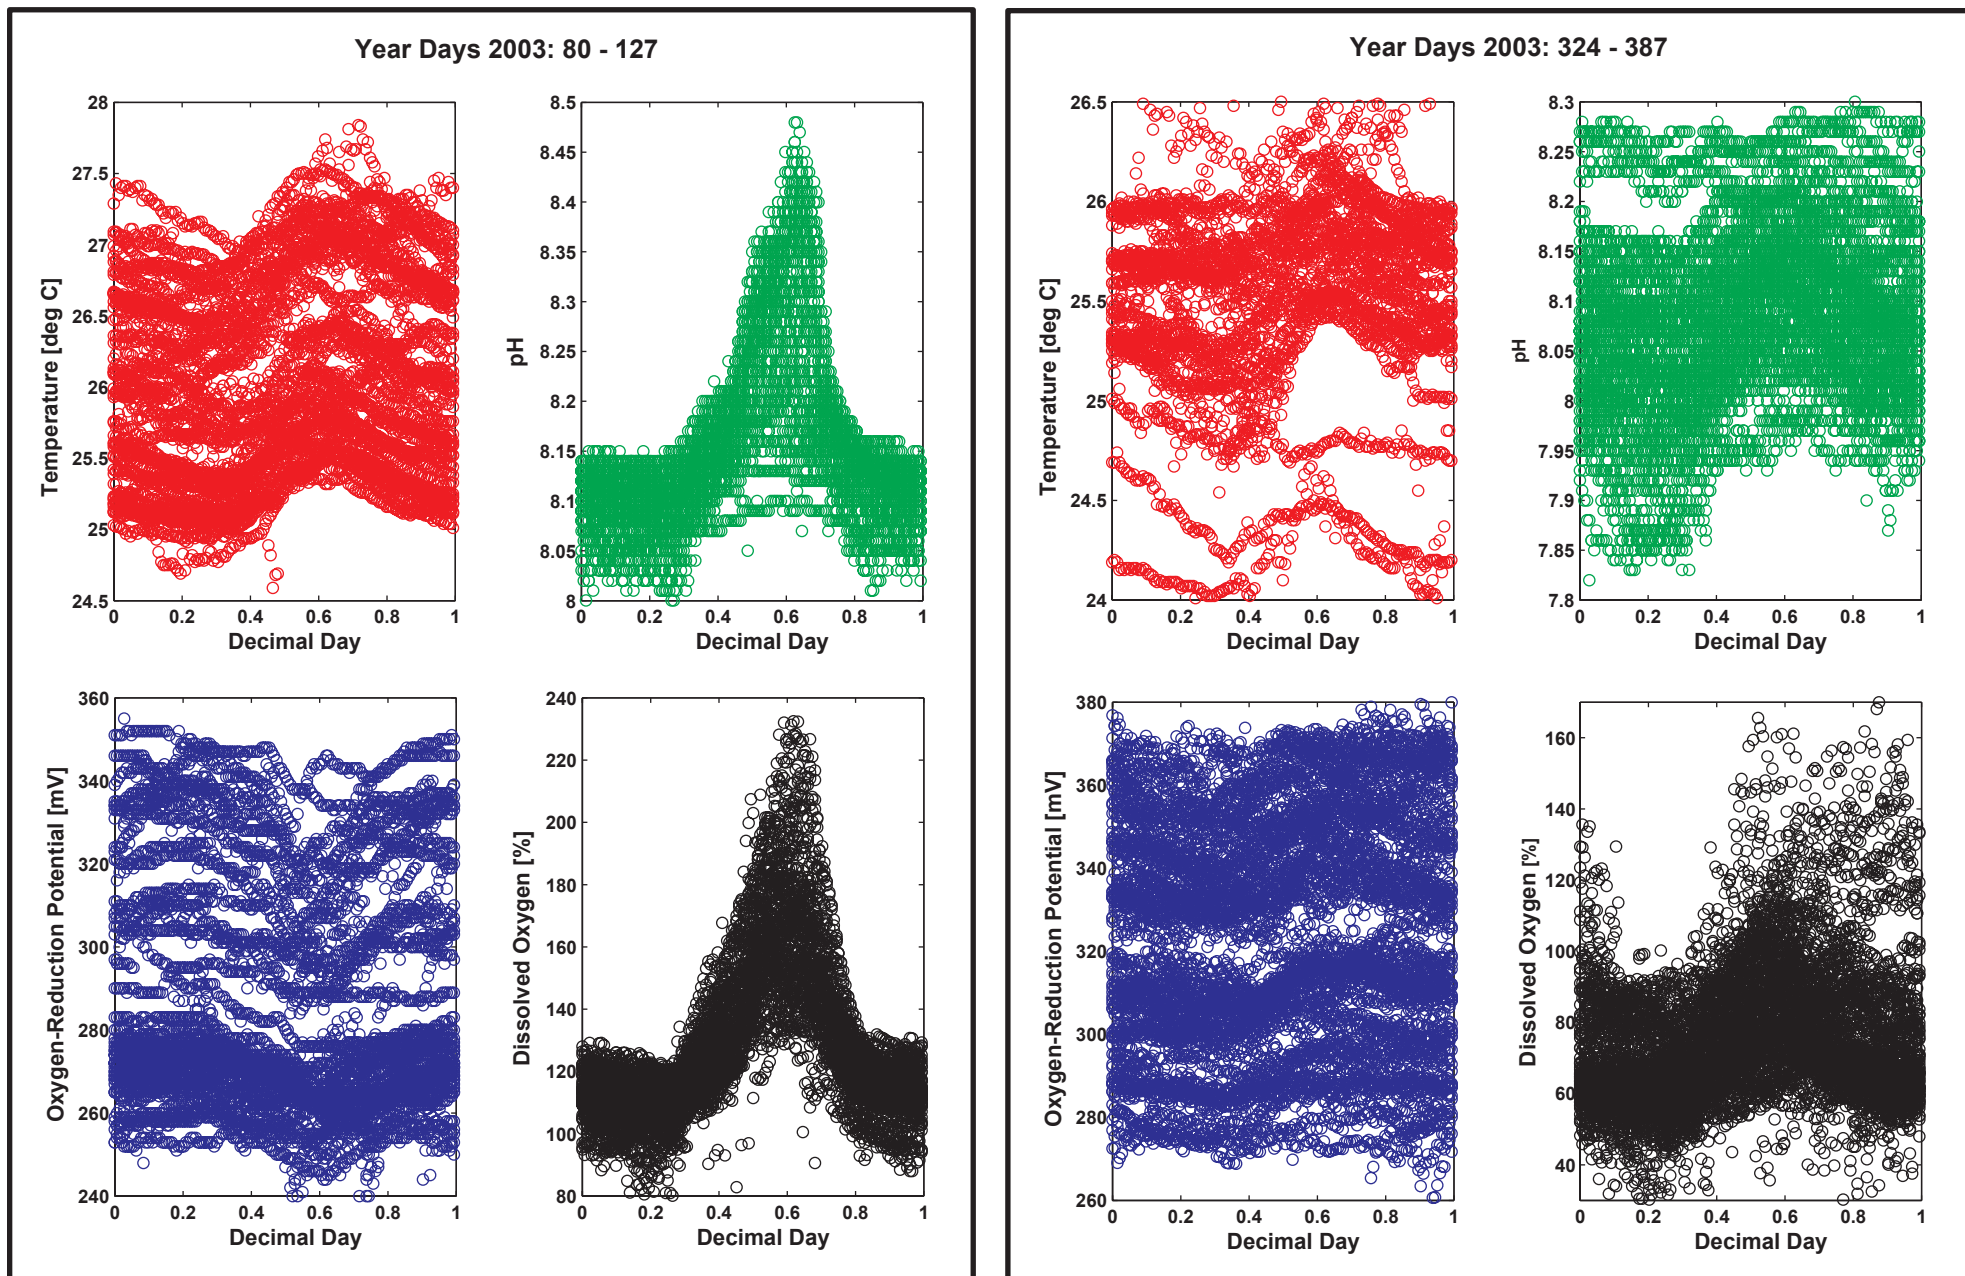 Year Days 2003: 80 - 127
28
27.5
27
26.5
26
25.5
25
24.5
Temperature [deg C]
0 0.2 0.4 0.6 0.8 1
Decimal Day
8.5
8.45
8.4
8.35
8.3
8.25
8.2
8.15
8.1
8.05
8
pH
0 0.2 0.4 0.6 0.8 1
Decimal Day
360
340
320
300
280
260
240
Oxygen-Reduction Potential [mV]
0 0.2 0.4 0.6 0.8 1
Decimal Day
240
220
200
180
160
140
120
100
80
Dissolved Oxygen [%]
0 0.2 0.4 0.6 0.8 1
Decimal Day
Year Days 2003: 324 - 387
26.5
26
25.5
25
24.5
24
Temperature [deg C]
0 0.2 0.4 0.6 0.8 1
Decimal Day
8.3
8.25
8.2
8.15
8.1
8.05
8
7.95
7.9
7.85
7.8
pH
0 0.2 0.4 0.6 0.8 1
Decimal Day
380
360
340
320
300
280
260
Oxygen-Reduction Potential [mV]
0 0.2 0.4 0.6 0.8 1
Decimal Day
160
140
120
100
80
60
40
Dissolved Oxygen [%]
0 0.2 0.4 0.6 0.8 1
Decimal Day